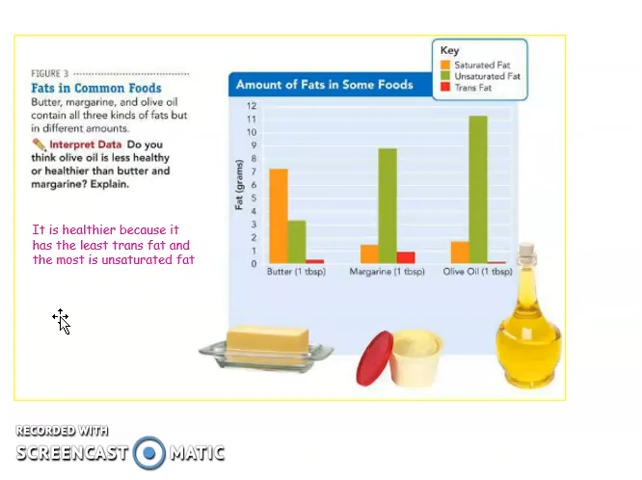 FIGURE 3
Fats in Common Foods
Butter, margarine, and olive oil
contain all three kinds of fats but
in different amounts.
Interpret Data Do you
think olive oil is less healthy
or healthier than butter and
margarine? Explain.
It is healthier because it
has the least trans fat and
the most is unsaturated fat
Key
Saturated Fat
Unsaturated Fat
Trans Fat
Amount of Fats in Some Foods
Fat (grams)
12
11
10
9
8
7
6
5
4
3
2
1
0
Butter (1 tbsp)
Margarine (1 tbsp)
Olive Oil (1 tbsp)
RECORDED WITH
SCREENCAST MATIC